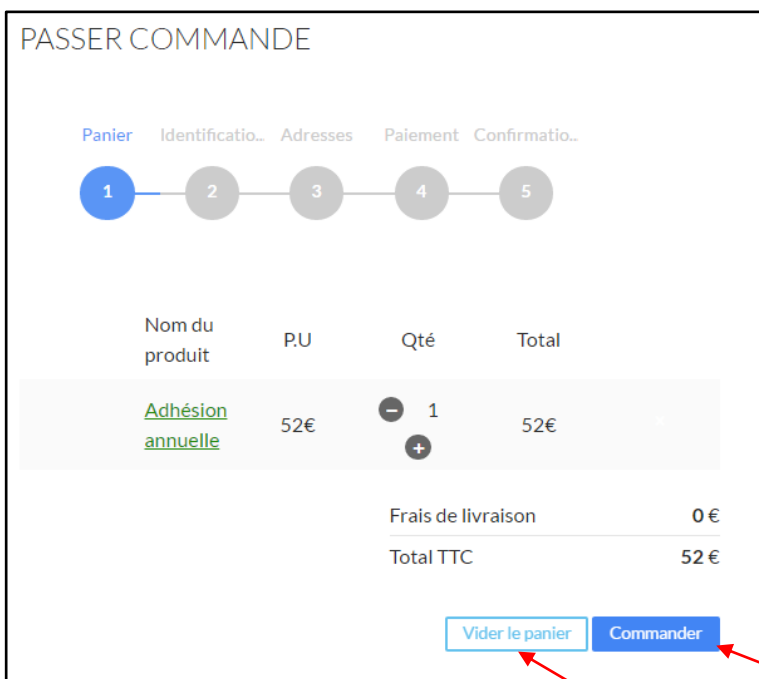 PASSER COMMANDE
Panier Identificatio... Adresses Paiement Confirmatio...
1 2 3 4 5
Nom du produit P.U Qté Total
Adhésion annuelle 52€ 1 52€
Frais de livraison 0 €
Total TTC 52 €
Vider le panier Commander